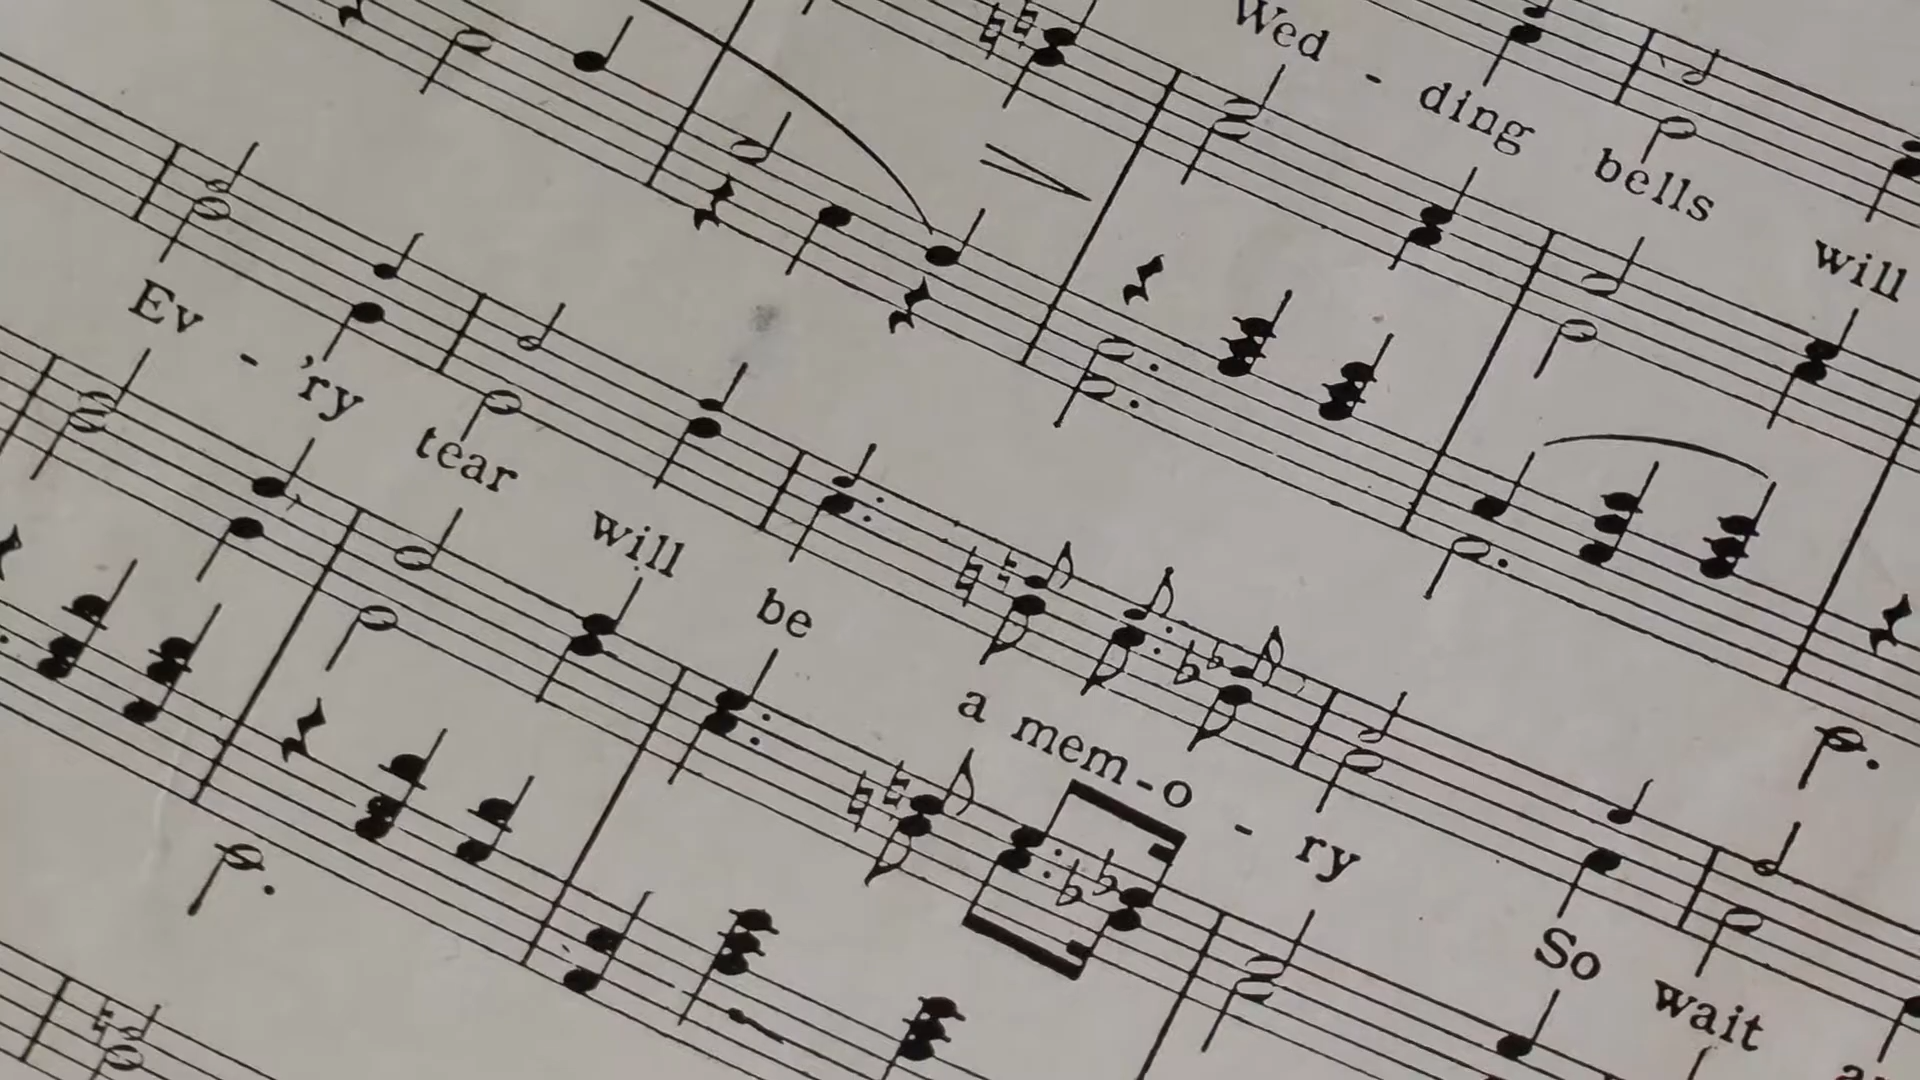 Wed - ding bells will
Ev - 'ry tear will be a mem-o - ry So wait